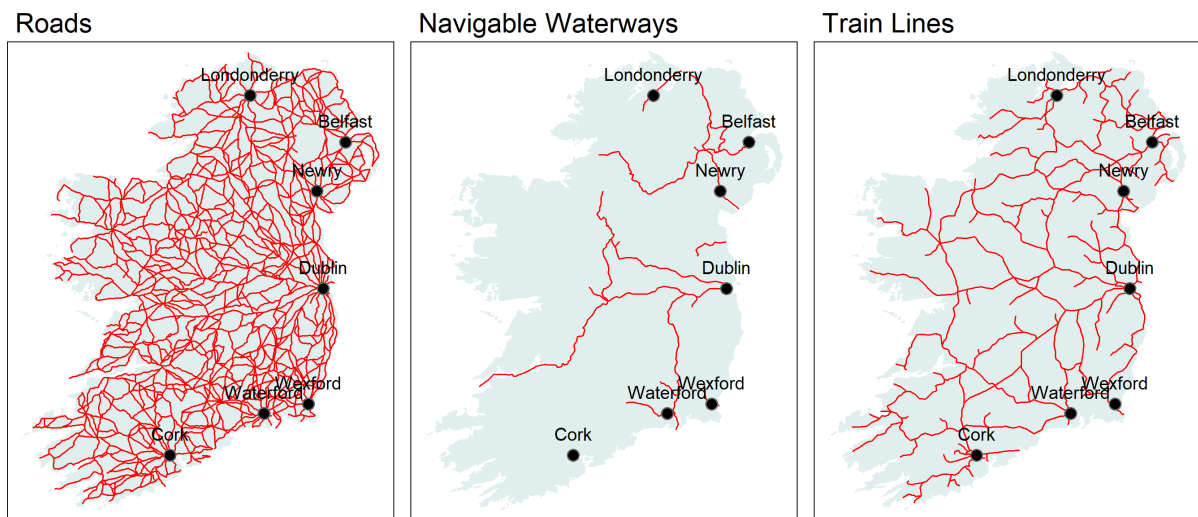 Roads
Londonderry
Belfast
Newry
Dublin
Wexford
Waterford
Cork
Navigable Waterways
Londonderry
Belfast
Newry
Dublin
Wexford
Waterford
Cork
Train Lines
Londonderry
Belfast
Newry
Dublin
Wexford
Waterford
Cork